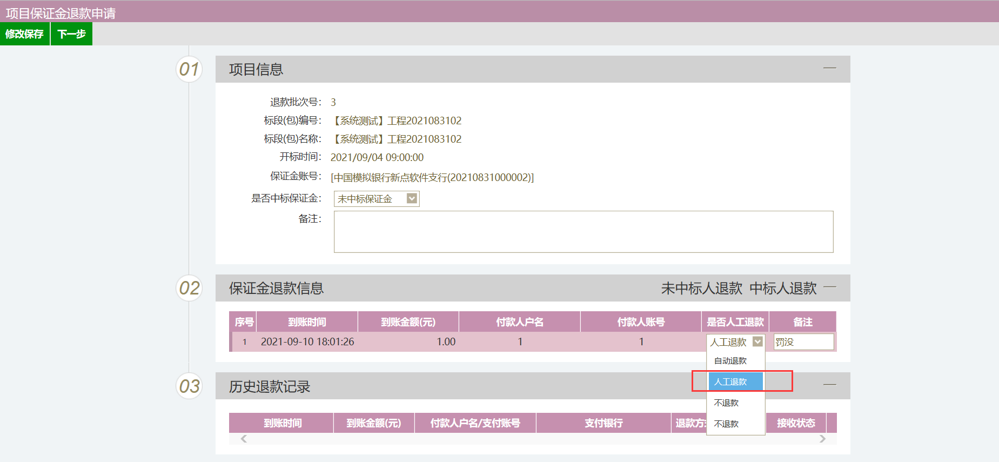 项目保证金退款申请
修改保存 下一步
01 项目信息
退款批次号： 3
标段(包)编号： 【系统测试】工程2021083102
标段(包)名称： 【系统测试】工程2021083102
开标时间： 2021/09/04 09:00:00
保证金账号： [中国模拟银行新点软件支行(20210831000002)]
是否中标保证金： 未中标保证金
备注：
02 保证金退款信息 未中标人退款 中标人退款
序号 到账时间 到账金额(元) 付款人户名 付款人账号 是否人工退款 备注
1 2021-09-10 18:01:26 1.00 1 1 人工退款 罚没
自动退款
人工退款
不退款
不退款
03 历史退款记录
到账时间 到账金额(元) 付款人户名/支付账号 支付银行 退款方 接收状态